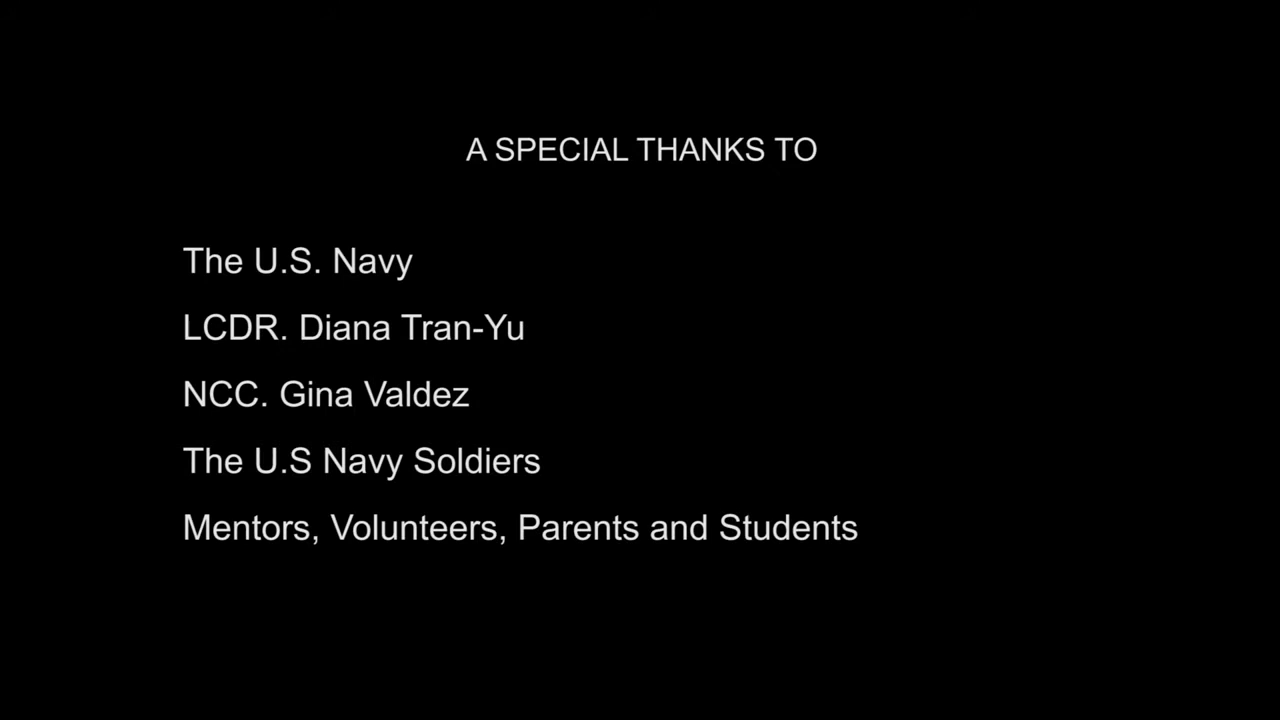 A SPECIAL THANKS TO
The U.S. Navy
LCDR. Diana Tran-Yu
NCC. Gina Valdez
The U.S Navy Soldiers
Mentors, Volunteers, Parents and Students